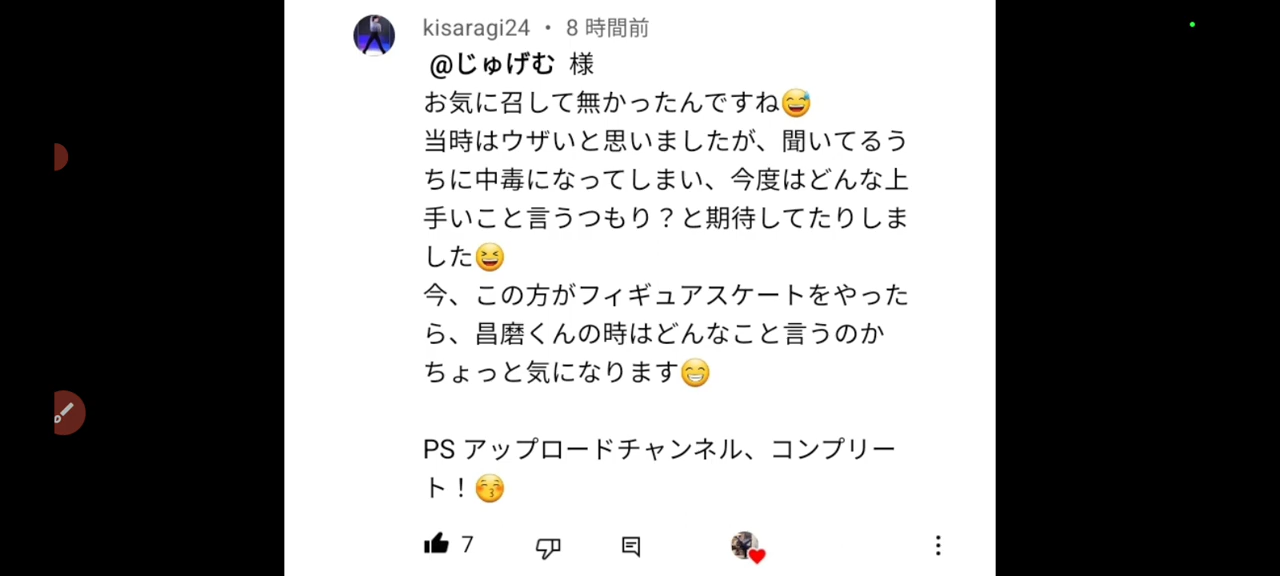 kisaragi24 • 8 時間前
@じゅげむ 様
お気に召して無かったんですね😅
当時はウザいと思いましたが、聞いてるう
ちに中毒になってしまい、今度はどんな上
手いこと言うつもり？と期待してたりしま
した😆
今、この方がフィギュアスケートをやった
ら、昌磨くんの時はどんなこと言うのか
ちょっと気になります😁
PS アップロードチャンネル、コンプリー
ト！😚
7